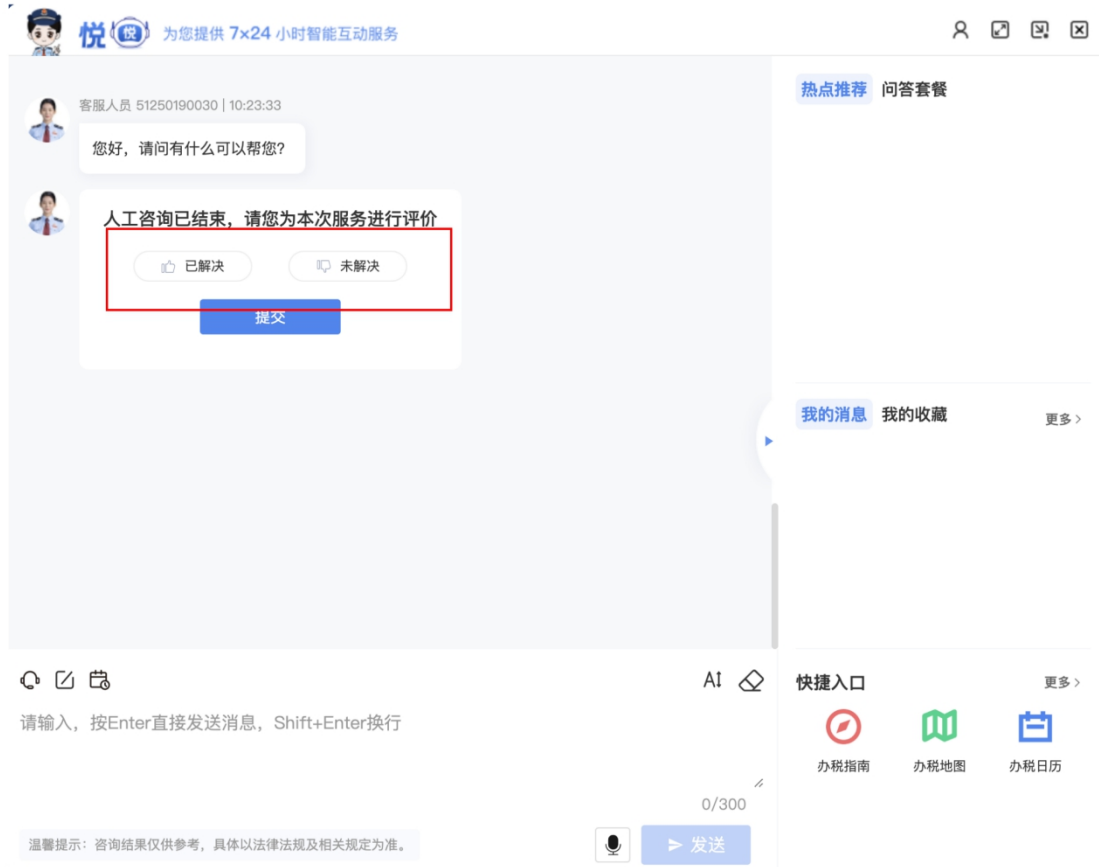 悦 悦 为您提供 7×24 小时智能互动服务
客服人员 51250190030 | 10:23:33
您好，请问有什么可以帮您?
人工咨询已结束，请您为本次服务进行评价
已解决 未解决
提交
热点推荐 问答套餐
我的消息 我的收藏 更多 >
快捷入口 更多 >
办税指南 办税地图 办税日历
A
请输入，按Enter直接发送消息，Shift+Enter换行
0/300
温馨提示：咨询结果仅供参考，具体以法律法规及相关规定为准。
发送